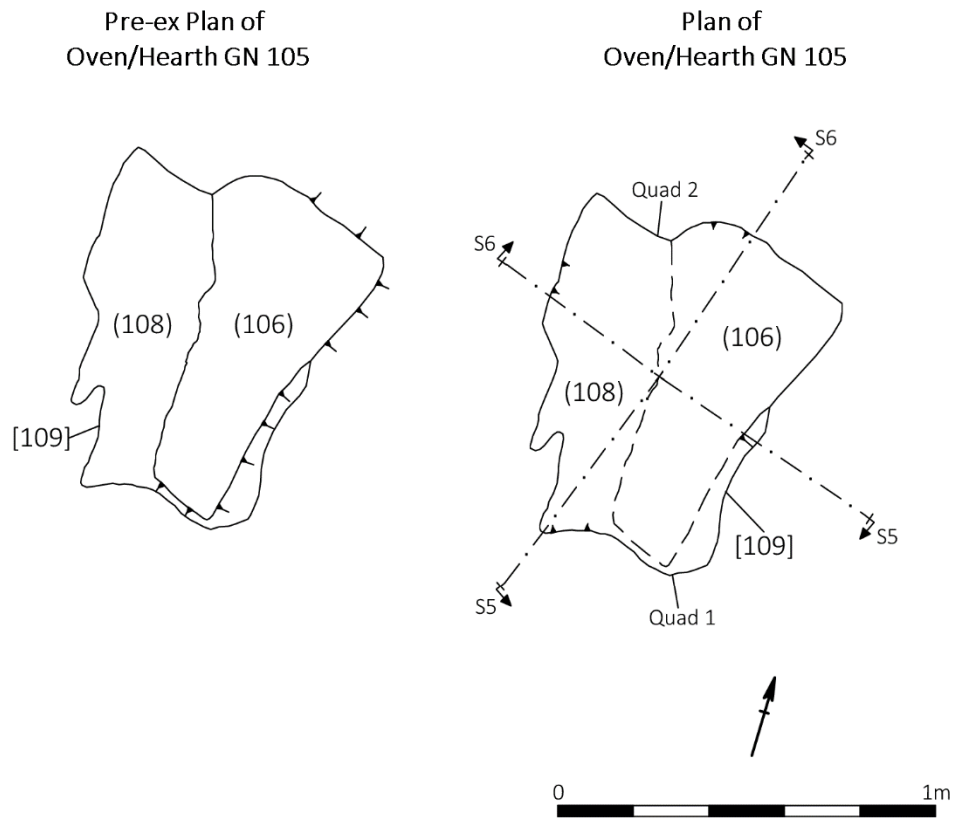 Pre-ex Plan of
Oven/Hearth GN 105
(108)
(106)
[109]
Plan of
Oven/Hearth GN 105
S6
Quad 2
S6
(106)
(108)
[109]
S5
S5
Quad 1
0
1m